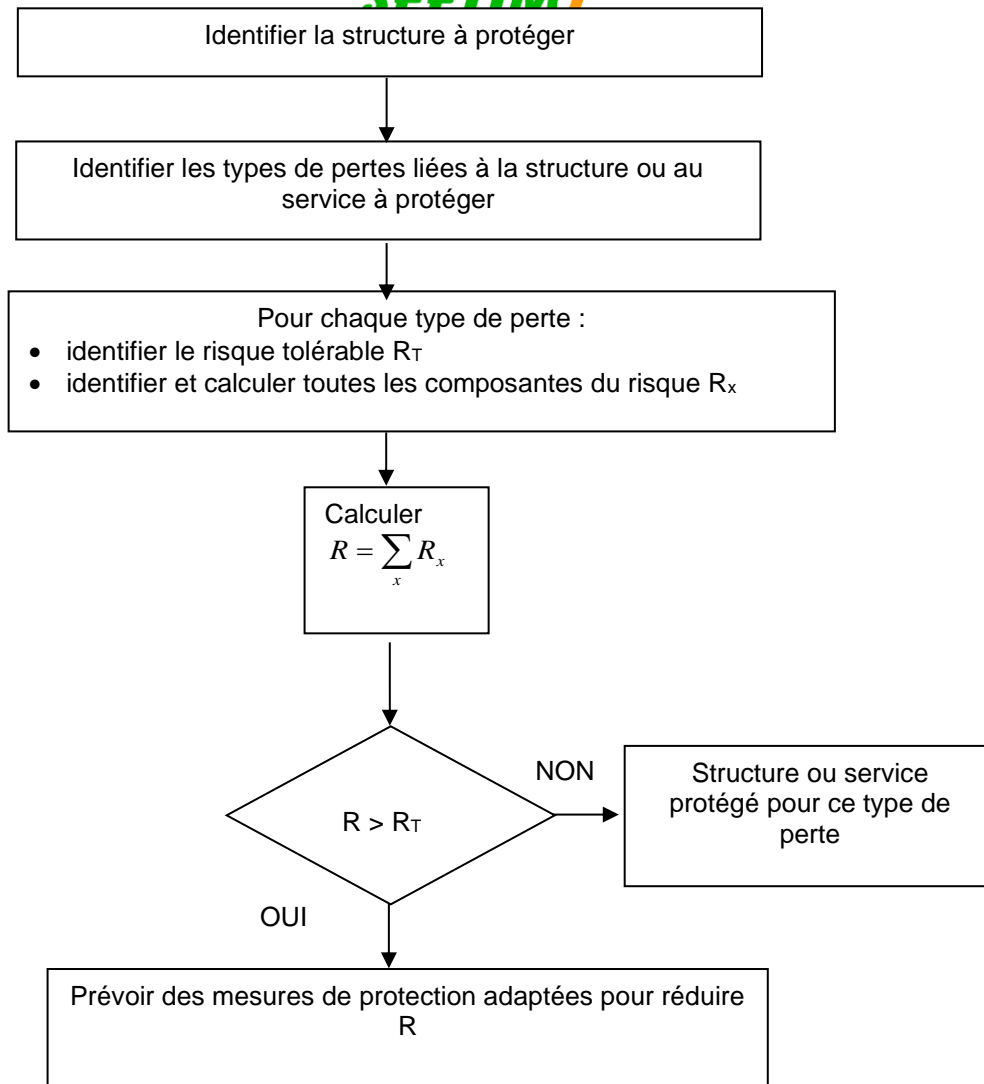 Identifier la structure à protéger
Identifier les types de pertes liées à la structure ou au
service à protéger
Pour chaque type de perte :
• identifier le risque tolérable RT
• identifier et calculer toutes les composantes du risque Rx
Calculer
R = ∑x Rx
R > RT
NON
Structure ou service
protégé pour ce type de
perte
OUI
Prévoir des mesures de protection adaptées pour réduire
R